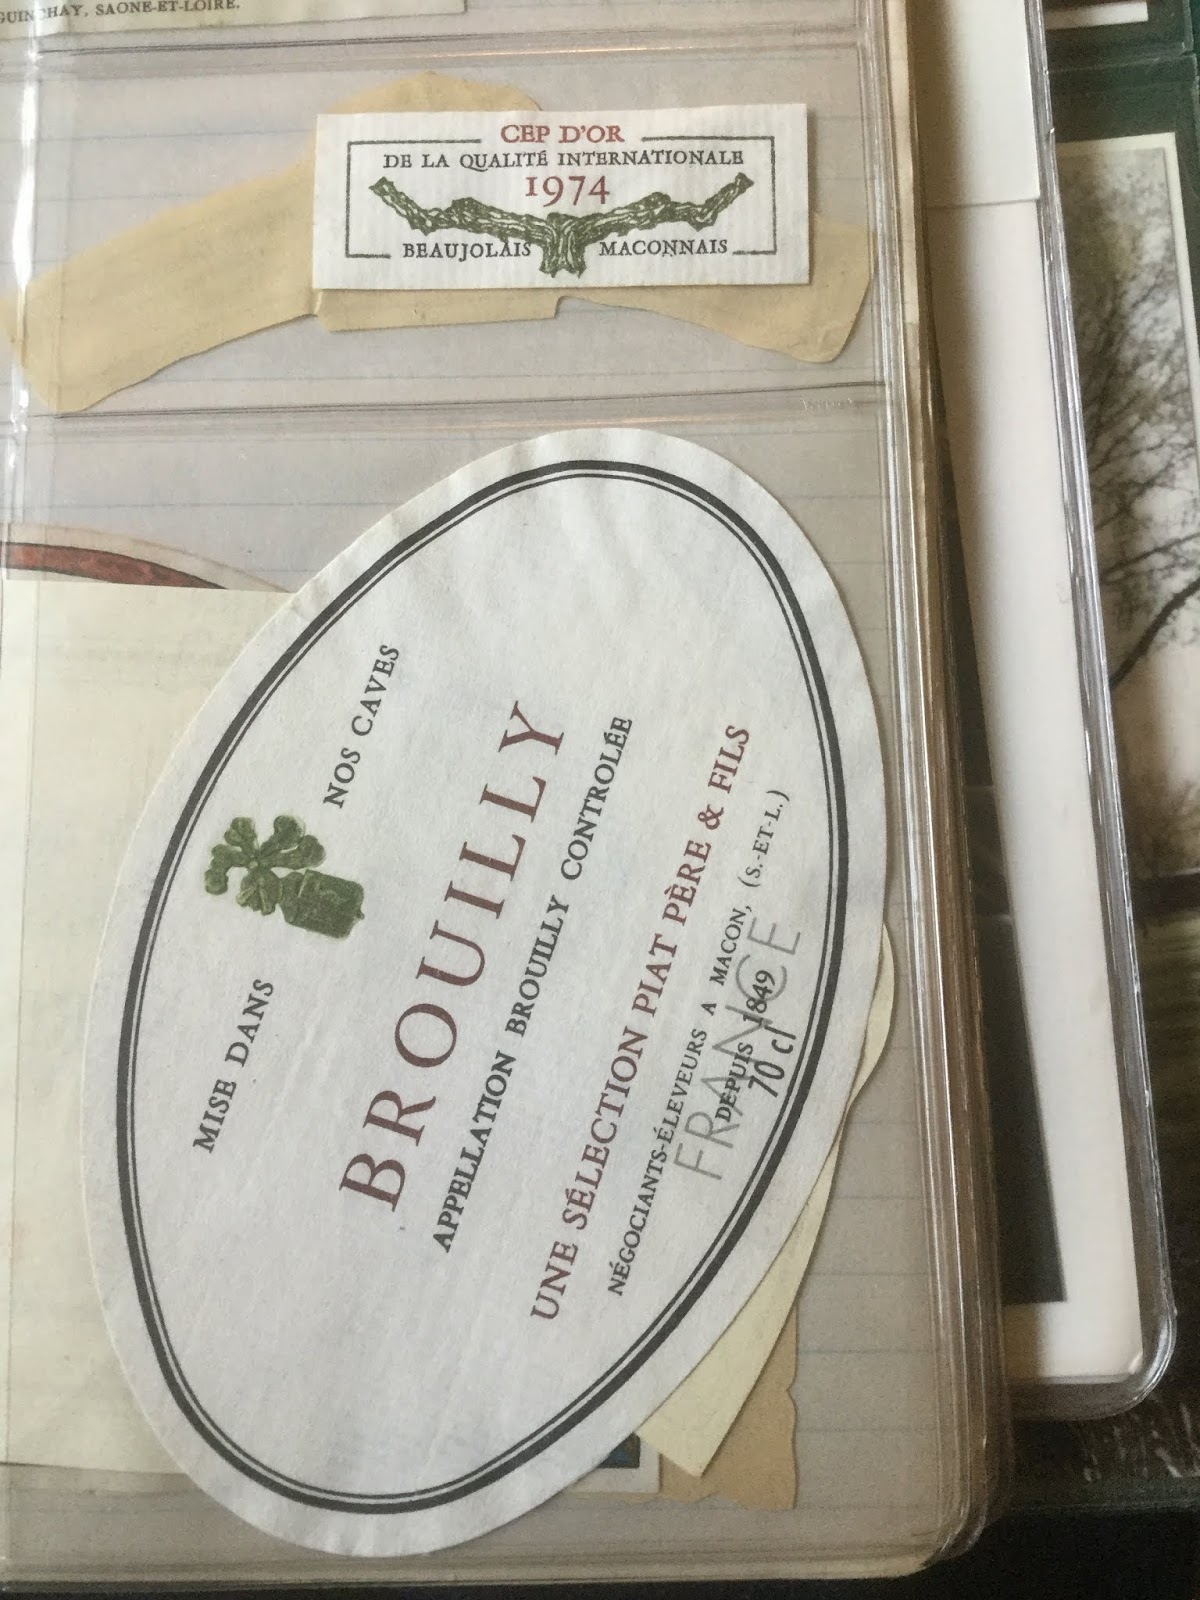 GUINCHAY, SAONE-ET-LOIRE.
CEP D'OR
DE LA QUALITÉ INTERNATIONALE
1974
BEAUJOLAIS MACONNAIS
MISE DANS NOS CAVES
BROUILLY
APPELLATION BROUILLY CONTROLÉE
UNE SÉLECTION PIAT PÈRE & FILS
NÉGOCIANTS-ÉLEVEURS A MACON, (S.-ET-L.)
DEPUIS 1849
FRANCE
70 cl